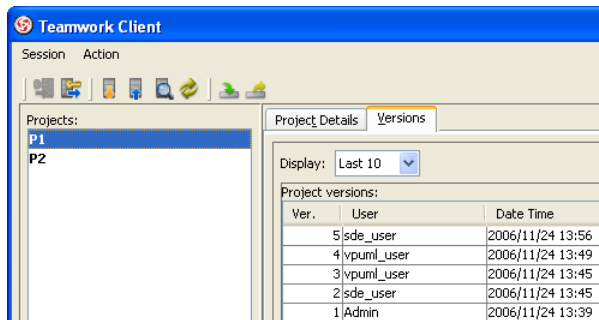 Teamwork Client
Session Action
Projects:
P1
P2
Project Details Versions
Display: Last 10
Project versions:
Ver. User Date Time
5 sde_user 2006/11/24 13:56
4 vpuml_user 2006/11/24 13:49
3 vpuml_user 2006/11/24 13:45
2 sde_user 2006/11/24 13:45
1 Admin 2006/11/24 13:39